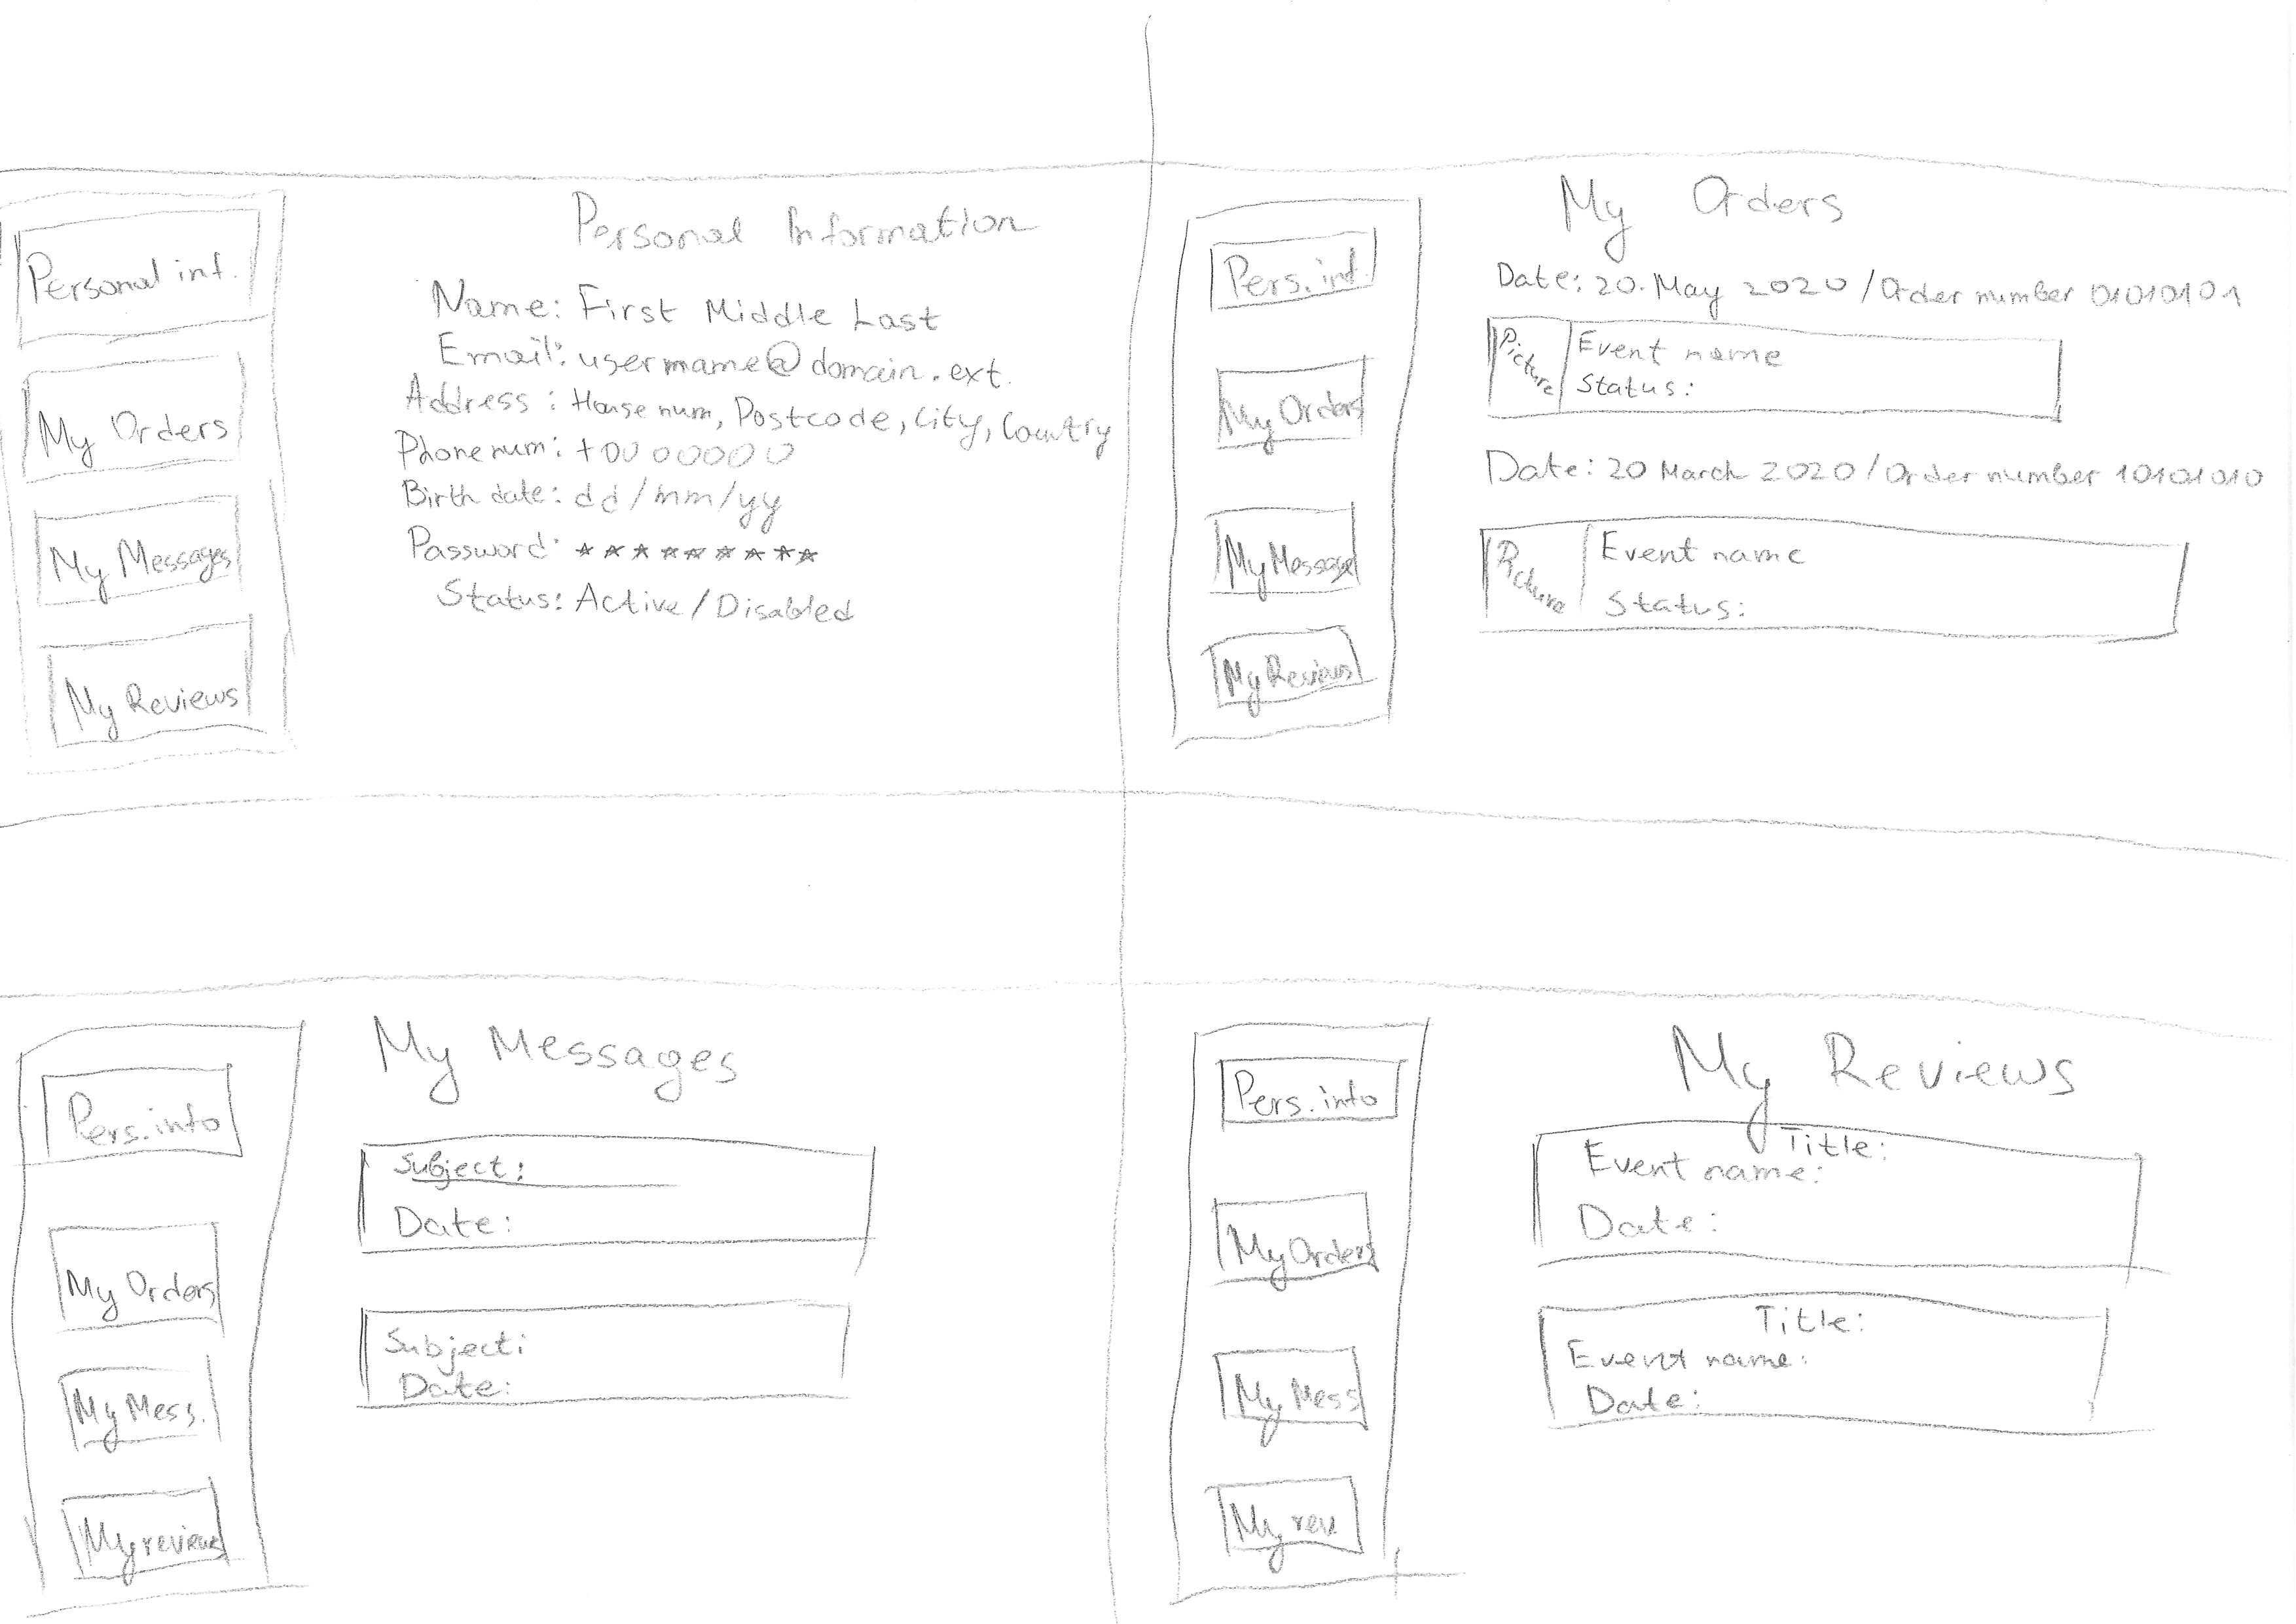 Personal inf.
My Orders
My Messages
My Reviews
Personal Information
Name: First Middle Last
Email: usermame@domain.ext.
Address: House num, Postcode, City, Country
Phone num: +00 00000
Birth date: dd/mm/yy
Password: *********
Status: Active/Disabled
Pers. inf.
My Orders
My Message
My Reviews
My Orders
Date: 20. May 2020 / Order number 01010101
Picture
Event name
Status:
Date: 20 March 2020 / Order number 10101010
Picture
Event name
Status:
Pers. info
My Orders
My Mess.
My reviews
My Messages
Subject:
Date:
Subject:
Date:
Pers. info
My Orders
My Mess
My rev.
My Reviews
Title:
Event name:
Date:
Title:
Event name:
Date: